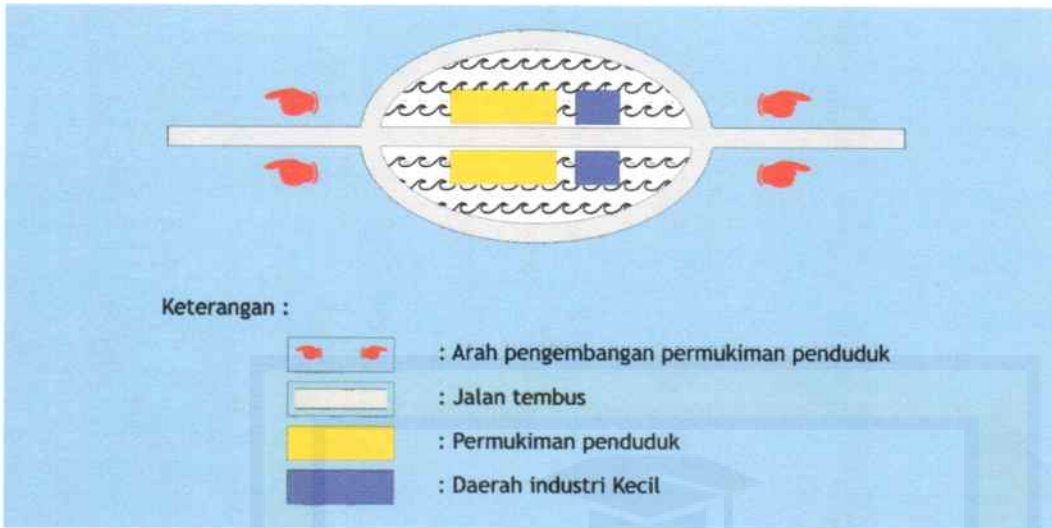 Keterangan :
: Arah pengembangan permukiman penduduk
: Jalan tembus
: Permukiman penduduk
: Daerah industri Kecil